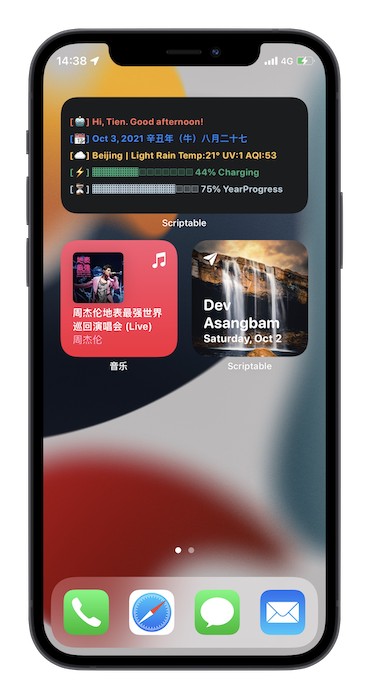 14:38
4G
[🤖] Hi, Tien. Good afternoon!
[📆] Oct 3, 2021 辛丑年（牛）八月二十七
[☁️] Beijing | Light Rain Temp:21° UV:1 AQI:53
[⚡] 44% Charging
[⏳] 75% YearProgress
Scriptable
周杰伦地表最强世界
巡回演唱会 (Live)
周杰伦
音乐
Dev
Asangbam
Saturday, Oct 2
Scriptable